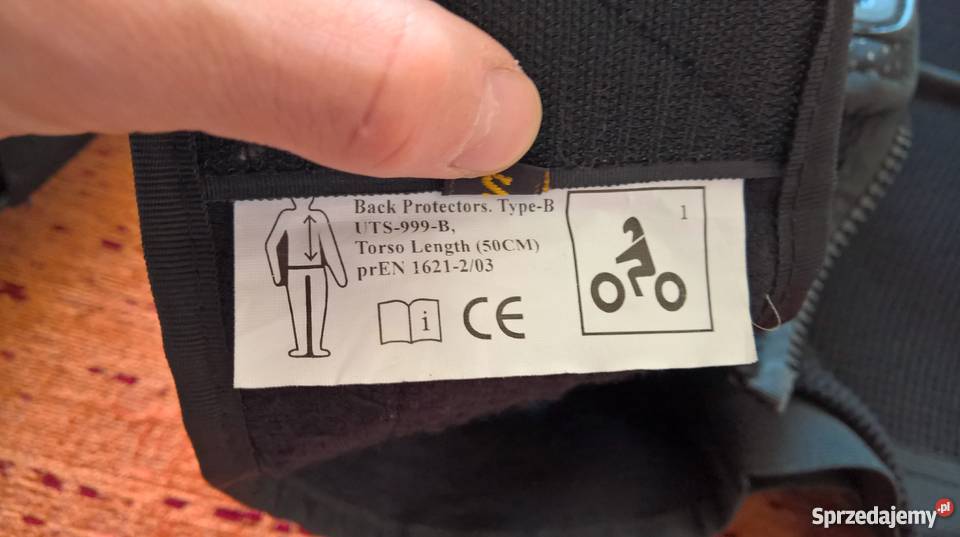 S
Back Protectors. Type-B
UTS-999-B,
Torso Length (50CM)
prEN 1621-2/03
i
CE
1
Sprzedajemy.pl